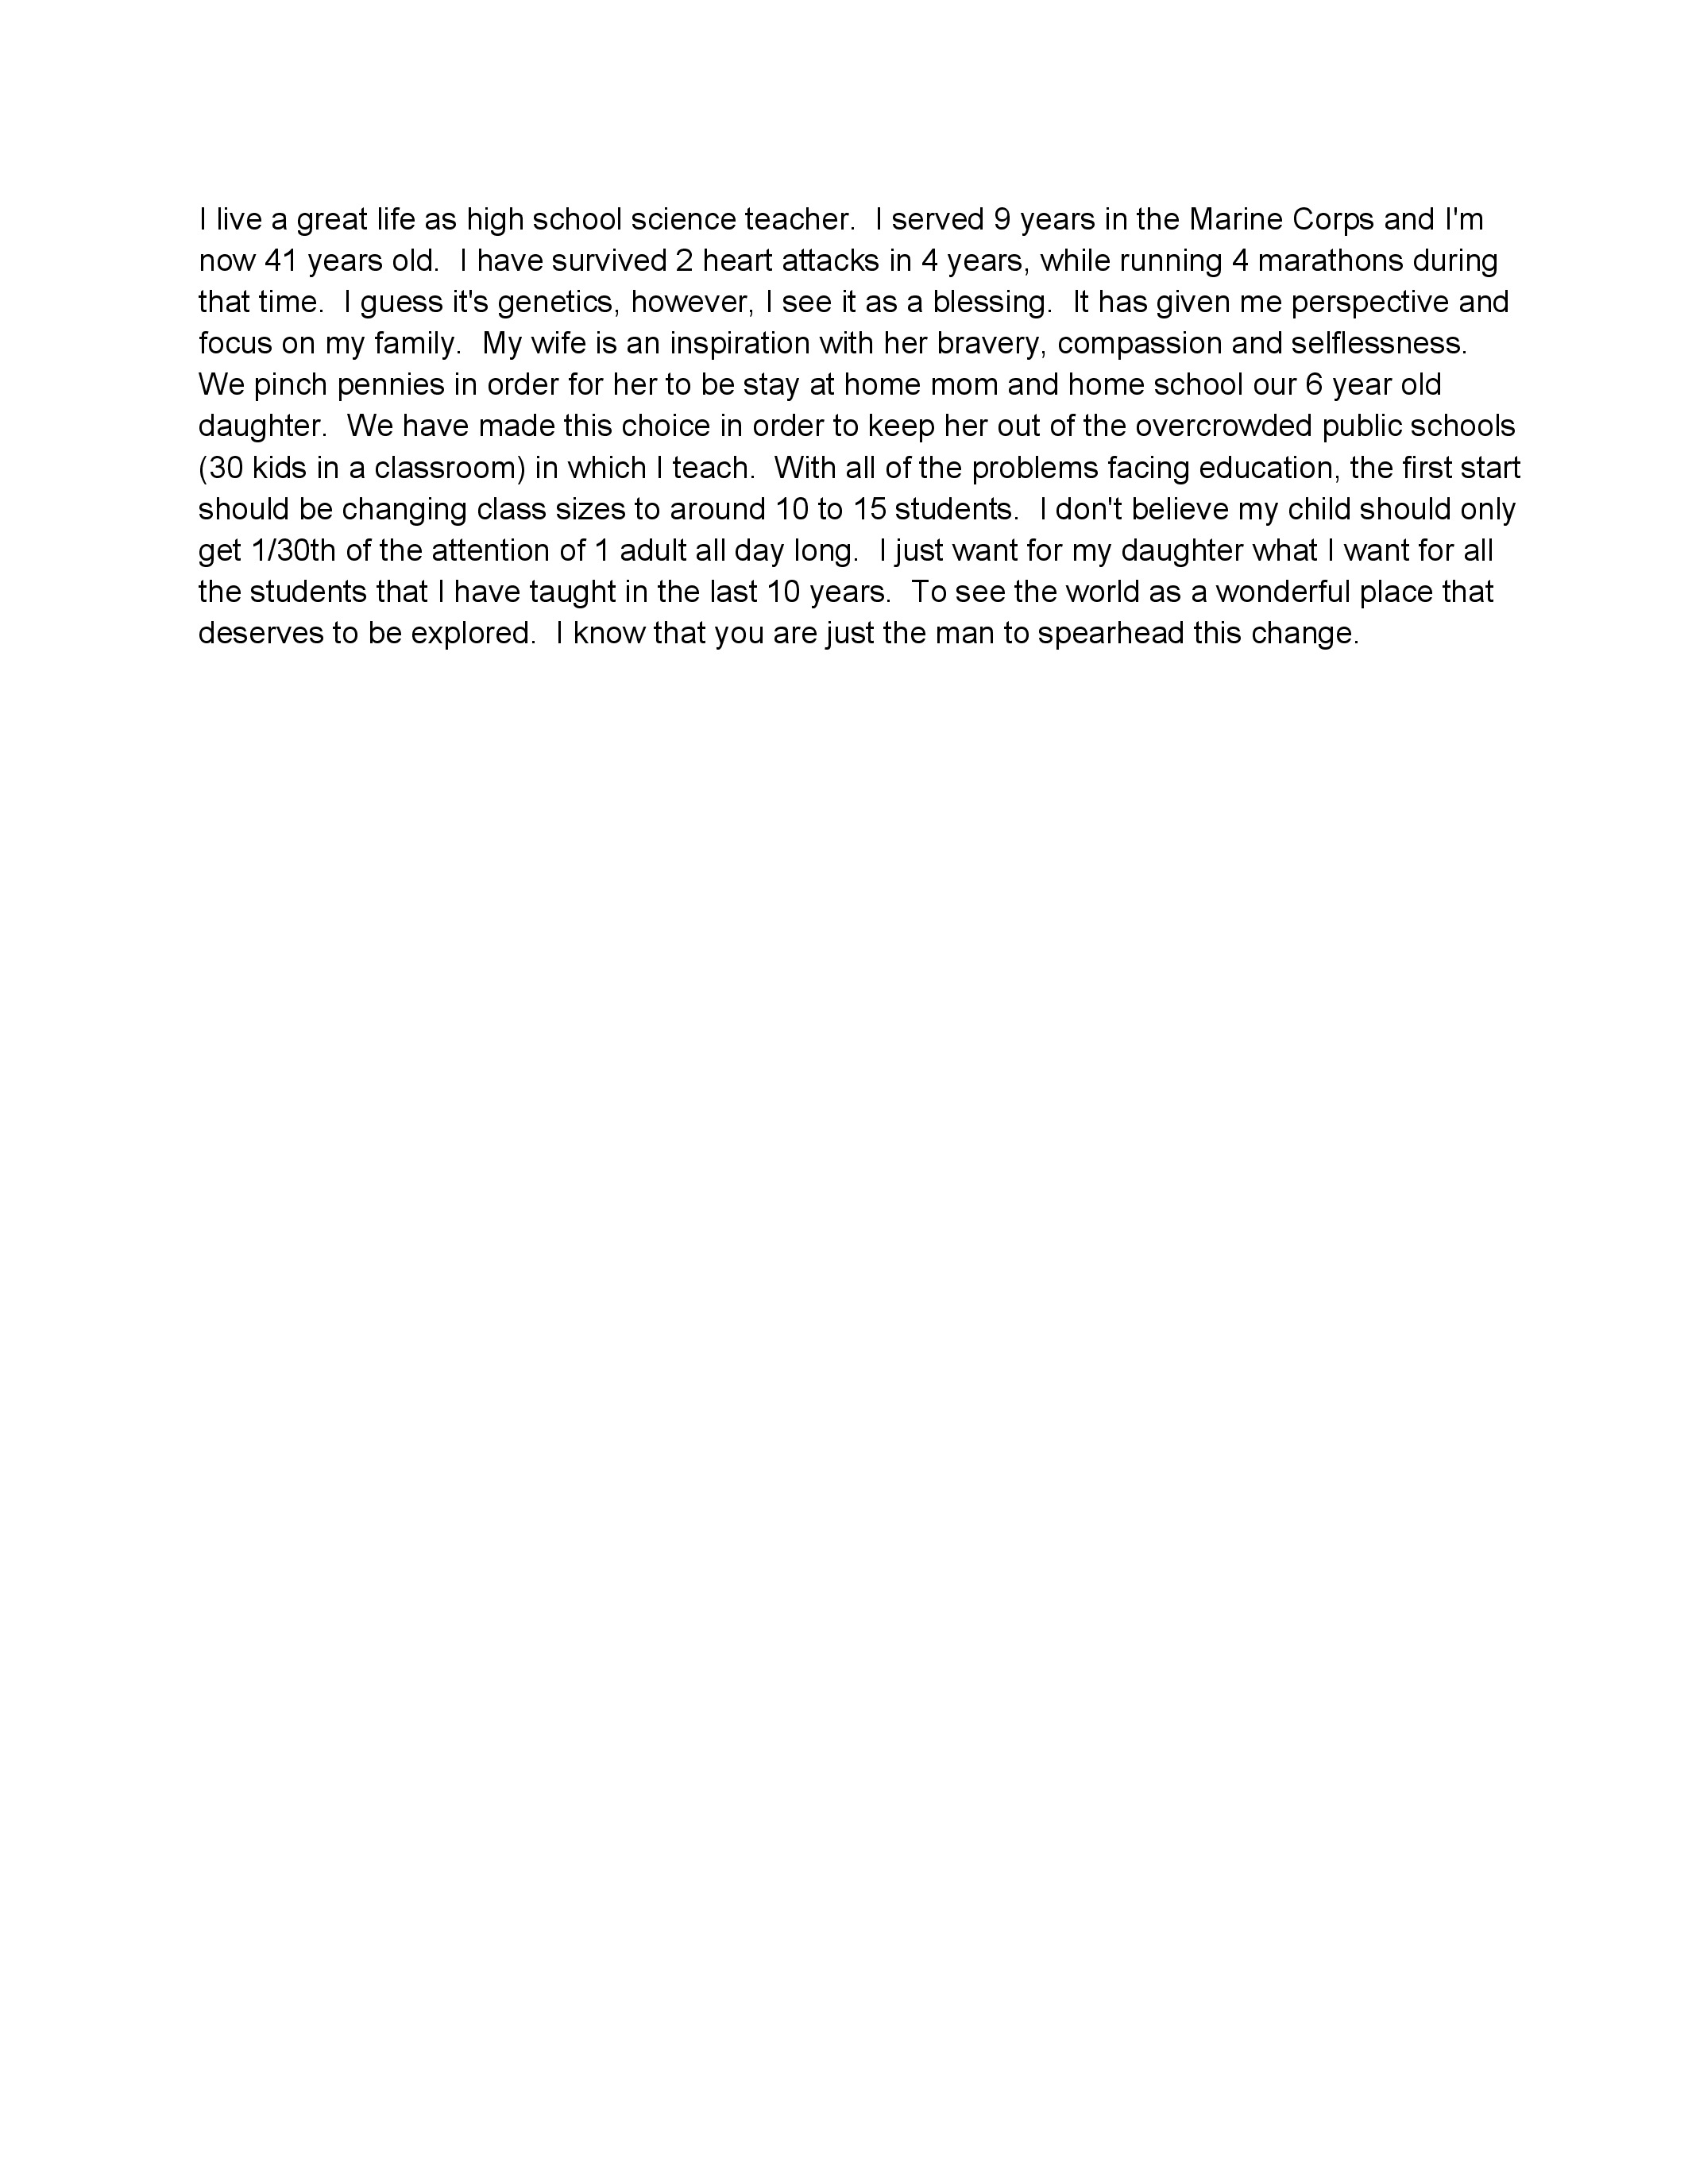 I live a great life as high school science teacher.  I served 9 years in the Marine Corps and I'm
now 41 years old.  I have survived 2 heart attacks in 4 years, while running 4 marathons during
that time.  I guess it's genetics, however, I see it as a blessing.  It has given me perspective and
focus on my family.  My wife is an inspiration with her bravery, compassion and selflessness.
We pinch pennies in order for her to be stay at home mom and home school our 6 year old
daughter.  We have made this choice in order to keep her out of the overcrowded public schools
(30 kids in a classroom) in which I teach.  With all of the problems facing education, the first start
should be changing class sizes to around 10 to 15 students.  I don't believe my child should only
get 1/30th of the attention of 1 adult all day long.  I just want for my daughter what I want for all
the students that I have taught in the last 10 years.  To see the world as a wonderful place that
deserves to be explored.  I know that you are just the man to spearhead this change.